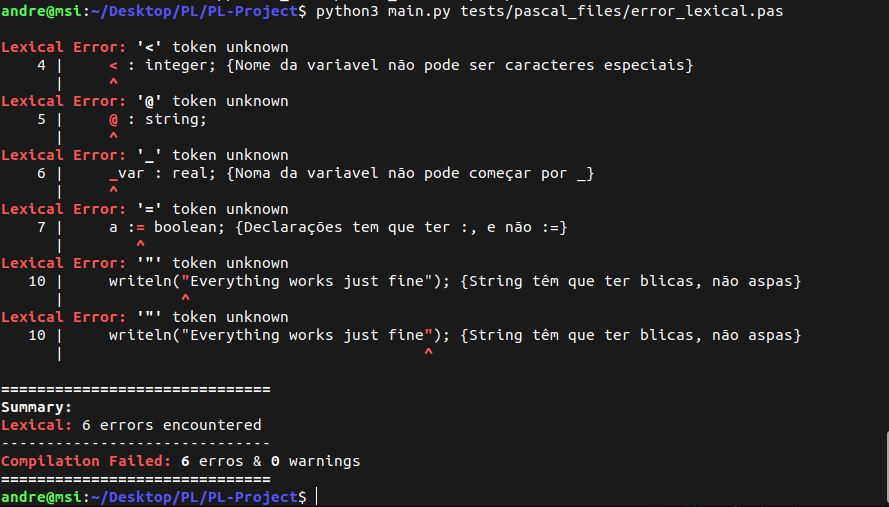 andre@msi:~/Desktop/PL/PL-Project$ python3 main.py tests/pascal_files/error_lexical.pas
Lexical Error: '<' token unknown
4 | < : integer; {Nome da variavel não pode ser caracteres especiais}
| ^
Lexical Error: '@' token unknown
5 | @ : string;
| ^
Lexical Error: '_' token unknown
6 | _var : real; {Noma da variavel não pode começar por _}
| ^
Lexical Error: '=' token unknown
7 | a := boolean; {Declarações tem que ter :, e não :=}
| ^
Lexical Error: '"' token unknown
10 | writeln("Everything works just fine"); {String têm que ter blicas, não aspas}
| ^
Lexical Error: '"' token unknown
10 | writeln("Everything works just fine"); {String têm que ter blicas, não aspas}
| ^
==============================
Summary:
Lexical: 6 errors encountered
------------------------------
Compilation Failed: 6 erros & 0 warnings
==============================
andre@msi:~/Desktop/PL/PL-Project$